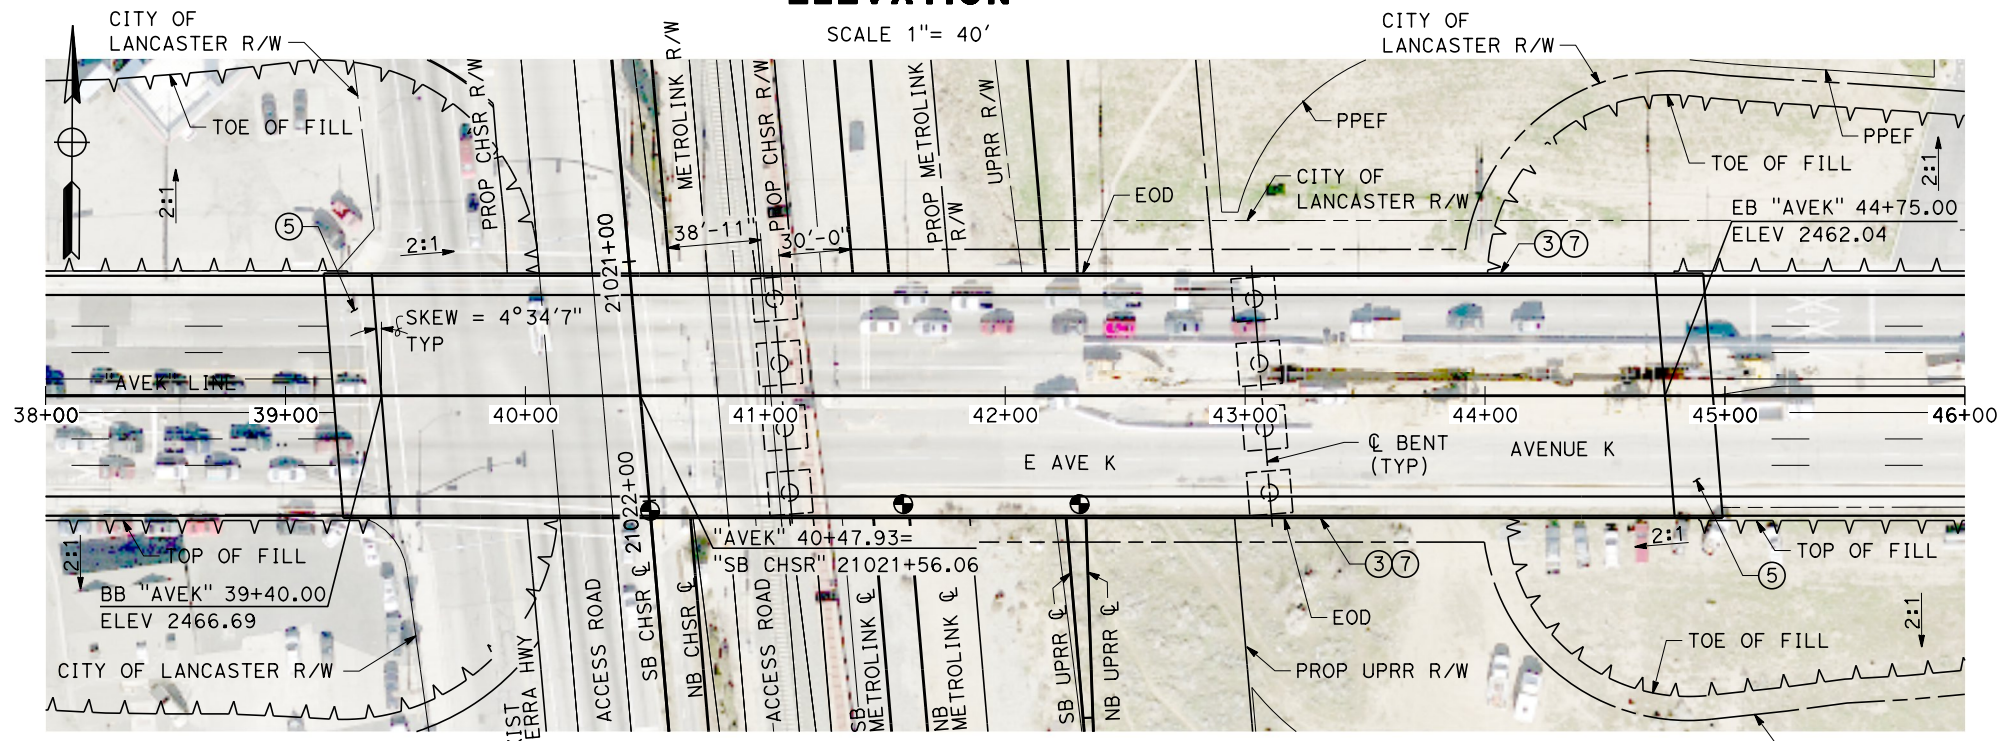 ELEVATION
SCALE 1"= 40'
CITY OF
LANCASTER R/W
CITY OF
LANCASTER R/W
TOE OF FILL
PROP CHSR R/W
METROLINK R/W
PROP CHSR R/W
PROP METROLINK
R/W
UPRR R/W
PPEF
PPEF
TOE OF FILL
2:1
2:1
CITY OF
LANCASTER R/W
EOD
EB "AVEK" 44+75.00
ELEV 2462.04
5
2:1
38'-11"
30'-0"
3 7
21021+00
SKEW = 4°34'7"
TYP
"AVEK" LINE
38+00
39+00
40+00
41+00
42+00
43+00
44+00
45+00
46+00
E AVE K
℄ BENT
(TYP)
AVENUE K
21022+00
"AVEK" 40+47.93=
"SB CHSR" 21021+56.06
2:1
TOP OF FILL
BB "AVEK" 39+40.00
ELEV 2466.69
CITY OF LANCASTER R/W
ACCESS ROAD
SB CHSR ℄
NB CHSR ℄
ACCESS ROAD
SB
METROLINK ℄
NB
METROLINK ℄
SB UPRR ℄
NB UPRR ℄
3 7
EOD
PROP UPRR R/W
2:1
TOP OF FILL
5
2:1
TOE OF FILL
HWY